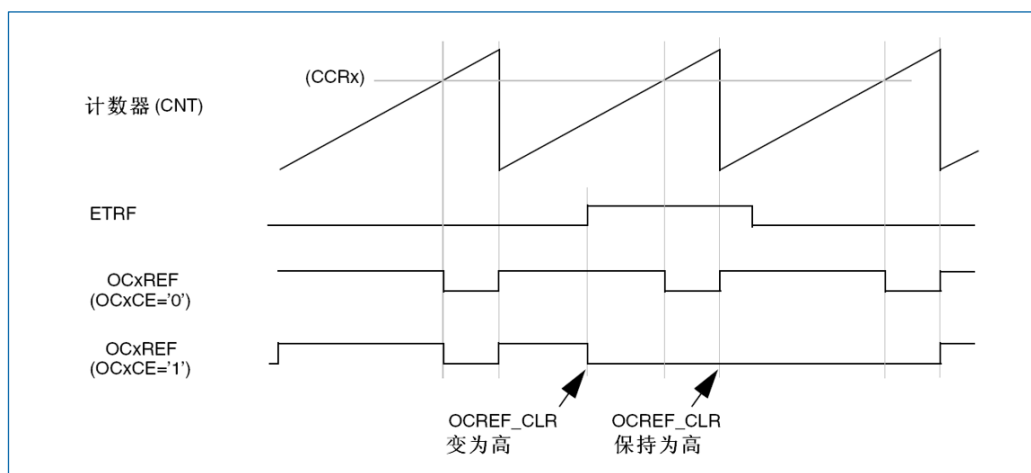 (CCRx)
计数器 (CNT)
ETRF
OCxREF
(OCxCE='0')
OCxREF
(OCxCE='1')
OCREF_CLR
变为高
OCREF_CLR
保持为高